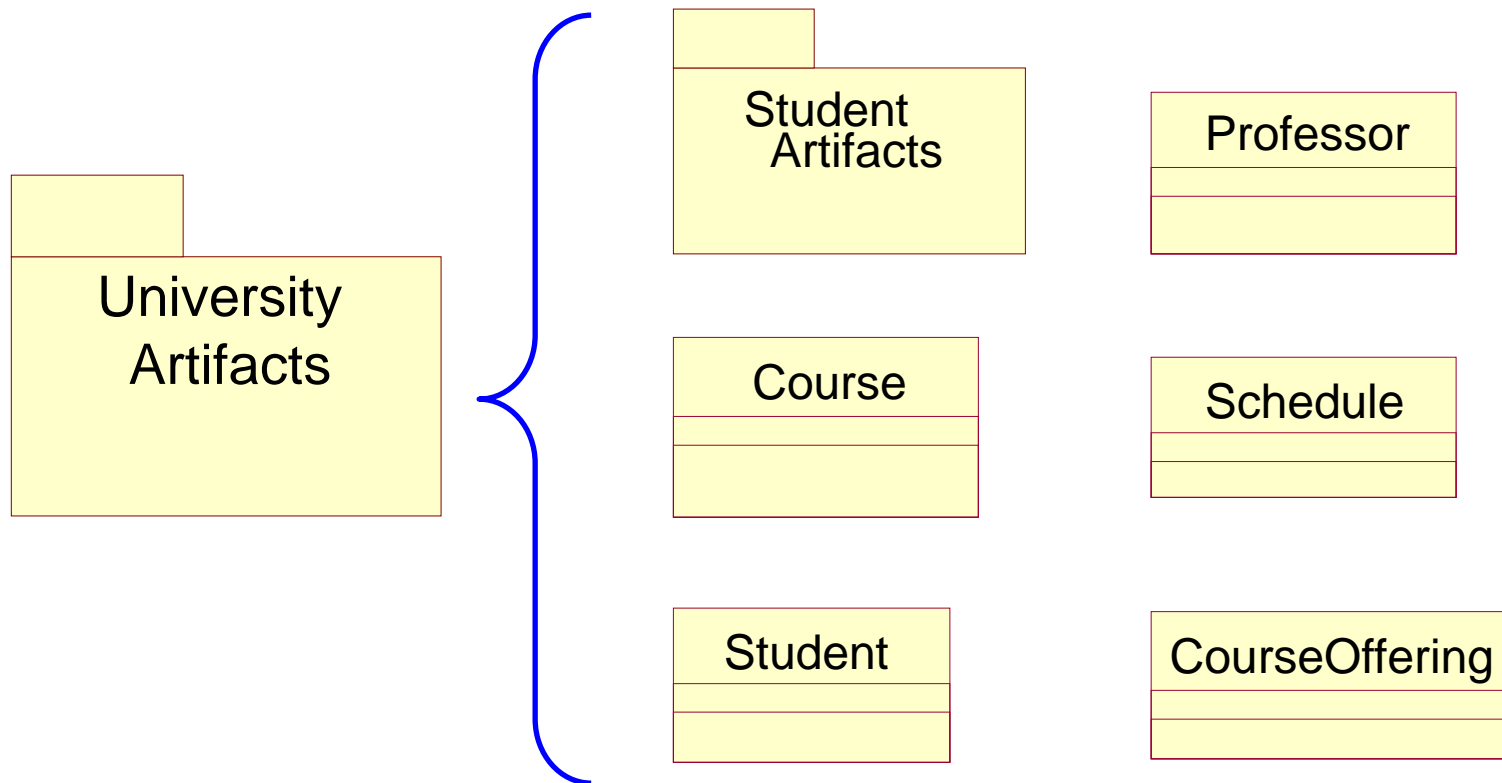 University
Artifacts
Student
Artifacts
Professor
Course
Schedule
Student
CourseOffering